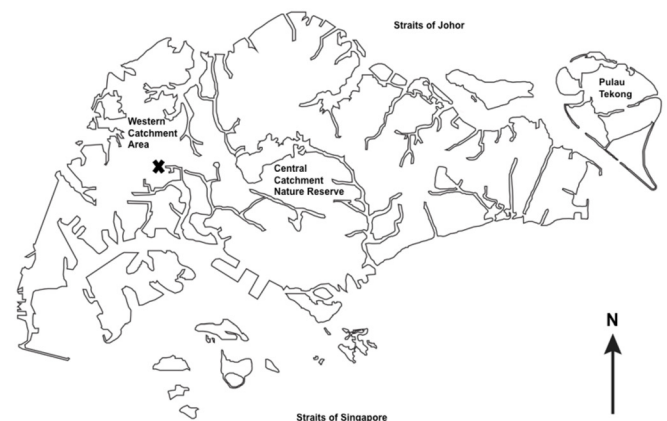 Straits of Johor
Pulau
Tekong
Western
Catchment
Area
Central
Catchment
Nature Reserve
N
Straits of Singapore